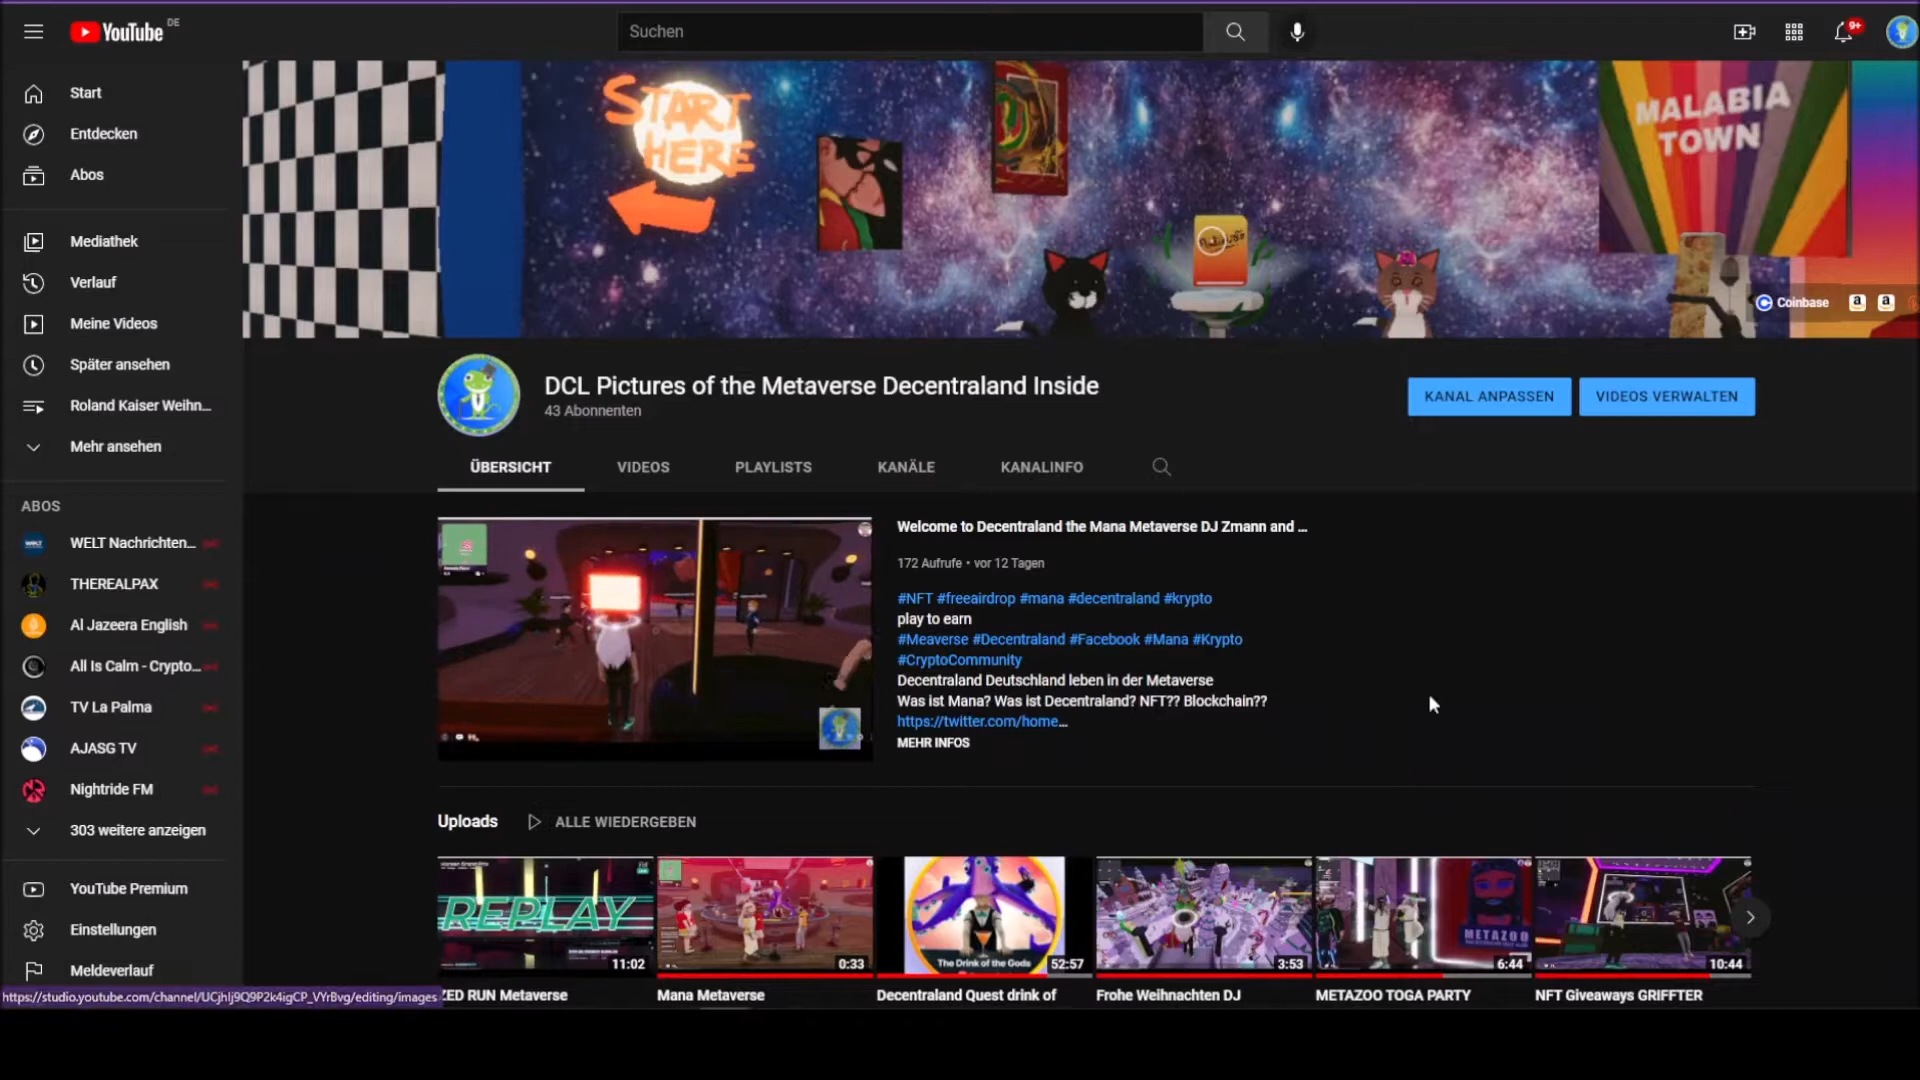 YouTube DE
Suchen
9+
Start
Entdecken
Abos
Mediathek
Verlauf
Meine Videos
Später ansehen
Roland Kaiser Weihn...
Mehr ansehen
ABOS
WELT Nachrichten...
THEREALPAX
Al Jazeera English
All Is Calm - Crypto...
TV La Palma
AJASG TV
Nightride FM
303 weitere anzeigen
YouTube Premium
Einstellungen
Meldeverlauf
https://studio.youtube.com/channel/UCjhIj9Q9P2k4igCP_VYrBvg/editing/images
START
HERE
MALABIA
TOWN
Coinbase
DCL Pictures of the Metaverse Decentraland Inside
43 Abonnenten
KANAL ANPASSEN
VIDEOS VERWALTEN
ÜBERSICHT
VIDEOS
PLAYLISTS
KANÄLE
KANALINFO
Welcome to Decentraland the Mana Metaverse DJ Zmann and ...
172 Aufrufe • vor 12 Tagen
#NFT #freeairdrop #mana #decentraland #krypto
play to earn
#Meaverse #Decentraland #Facebook #Mana #Krypto
#CryptoCommunity
Decentraland Deutschland leben in der Metaverse
Was ist Mana? Was ist Decentraland? NFT?? Blockchain??
https://twitter.com/home...
MEHR INFOS
Uploads
ALLE WIEDERGEBEN
REPLAY
11:02
0:33
The Drink of the Gods
52:57
3:53
METAZOO
6:44
10:44
ZED RUN Metaverse
Mana Metaverse
Decentraland Quest drink of
Frohe Weihnachten DJ
METAZOO TOGA PARTY
NFT Giveaways GRIFFTER